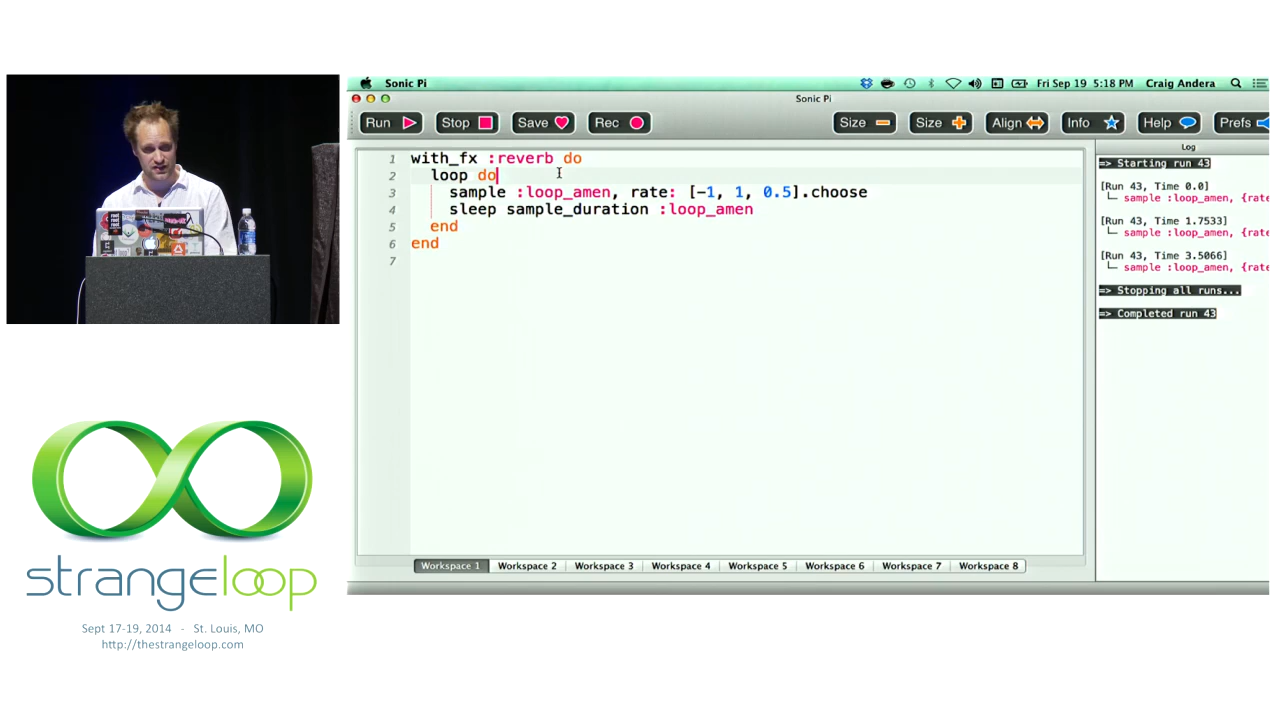 Sonic Pi
Fri Sep 19 5:18 PM Craig Andera
Sonic Pi
Run Stop Save Rec Size Size Align Info Help Prefs
Log
1 with_fx :reverb do
2 loop do
3 sample :loop_amen, rate: [-1, 1, 0.5].choose
4 sleep sample_duration :loop_amen
5 end
6 end
7
=> Starting run 43
[Run 43, Time 0.0]
└─ sample :loop_amen, {rate
[Run 43, Time 1.7533]
└─ sample :loop_amen, {rate
[Run 43, Time 3.5066]
└─ sample :loop_amen, {rate
=> Stopping all runs...
=> Completed run 43
Workspace 1 Workspace 2 Workspace 3 Workspace 4 Workspace 5 Workspace 6 Workspace 7 Workspace 8
strangeloop
Sept 17-19, 2014 - St. Louis, MO
http://thestrangeloop.com